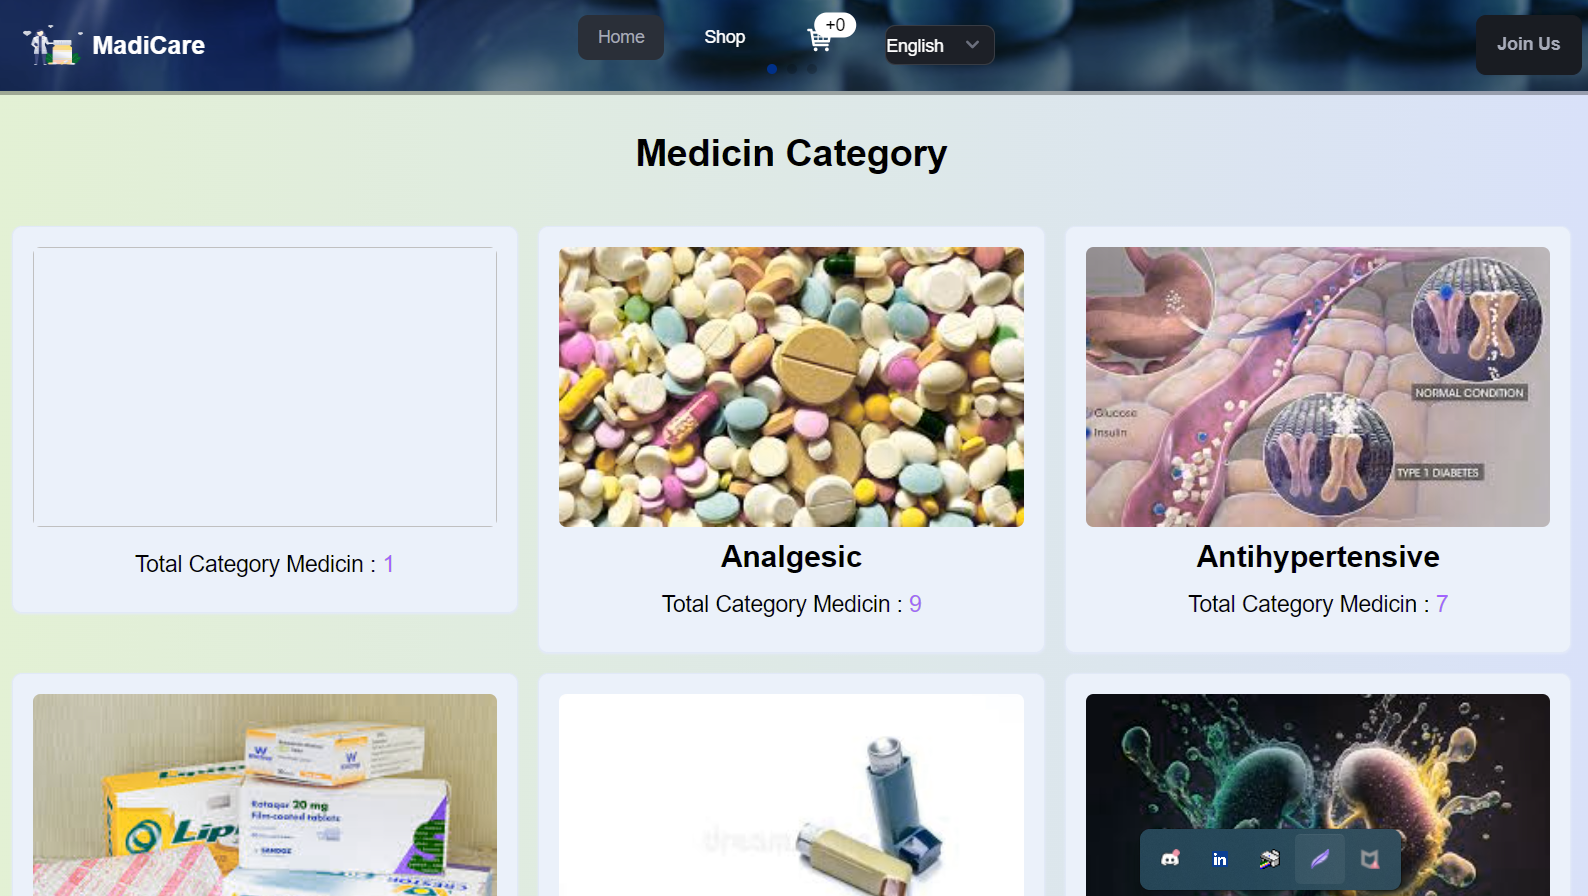 MadiCare
Home
Shop
+0
English
Join Us
Medicin Category
Total Category Medicin : 1
Analgesic
Total Category Medicin : 9
NORMAL CONDITION
Glucose
Insulin
TYPE 1 DIABETES
Antihypertensive
Total Category Medicin : 7
W
W
Rotaqor 20 mg
Film-coated tablets
SANDOZ
Lip
CRESTOR
dream
in